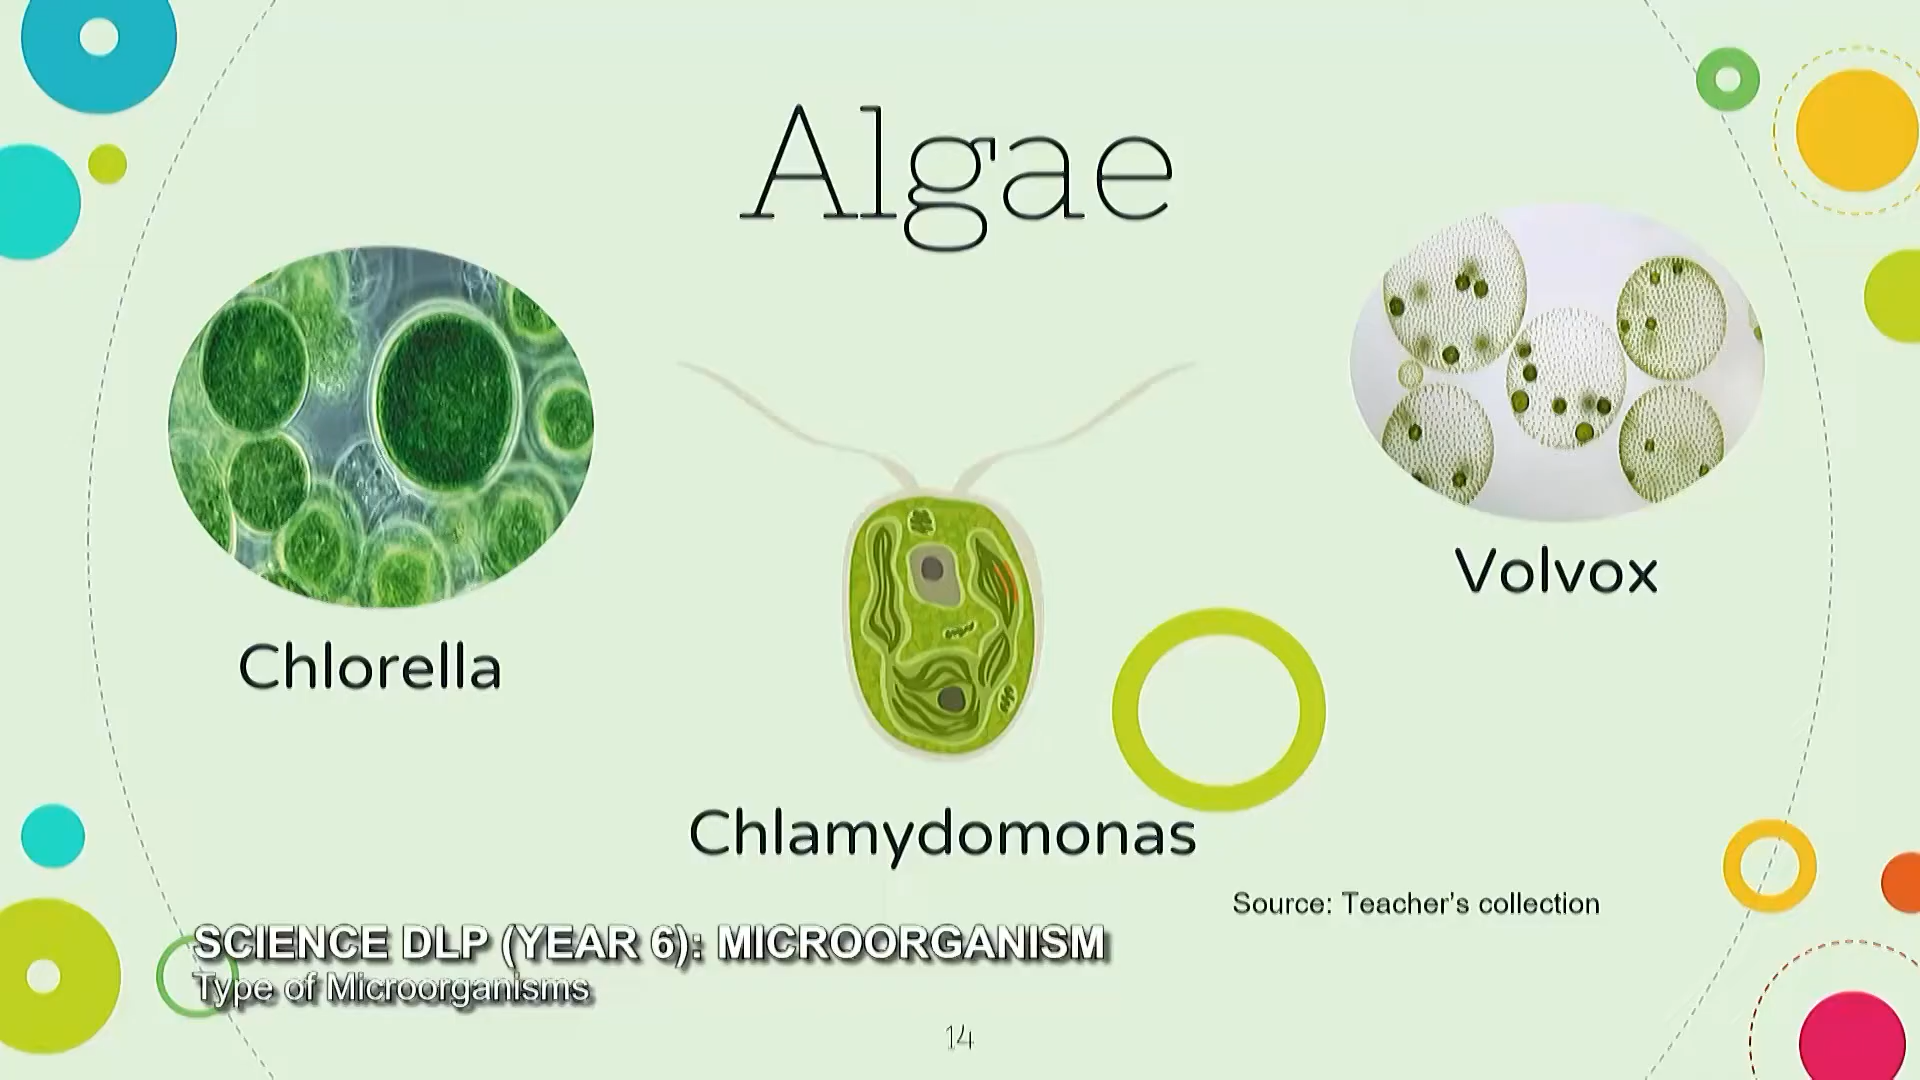 Algae
Volvox
Chlorella
Chlamydomonas
Source: Teacher's collection
SCIENCE DLP (YEAR 6): MICROORGANISM
Type of Microorganisms
14